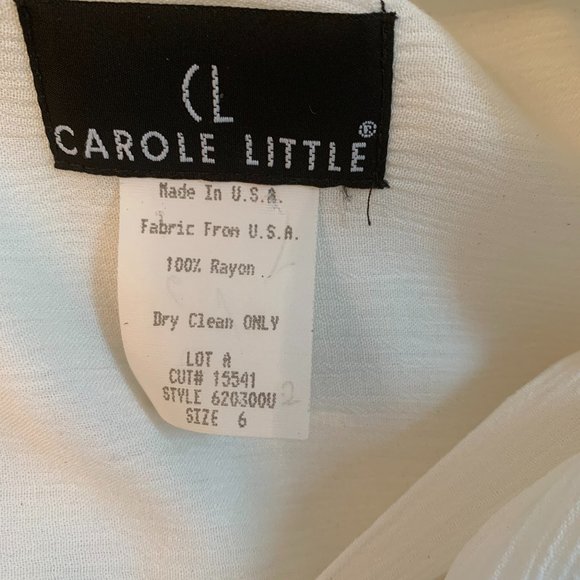 CL
CAROLE LITTLE®
Made In U.S.A.
Fabric From U.S.A.
100% Rayon
Dry Clean ONLY
LOT A
CUT# 15541
STYLE 620300U
SIZE 6